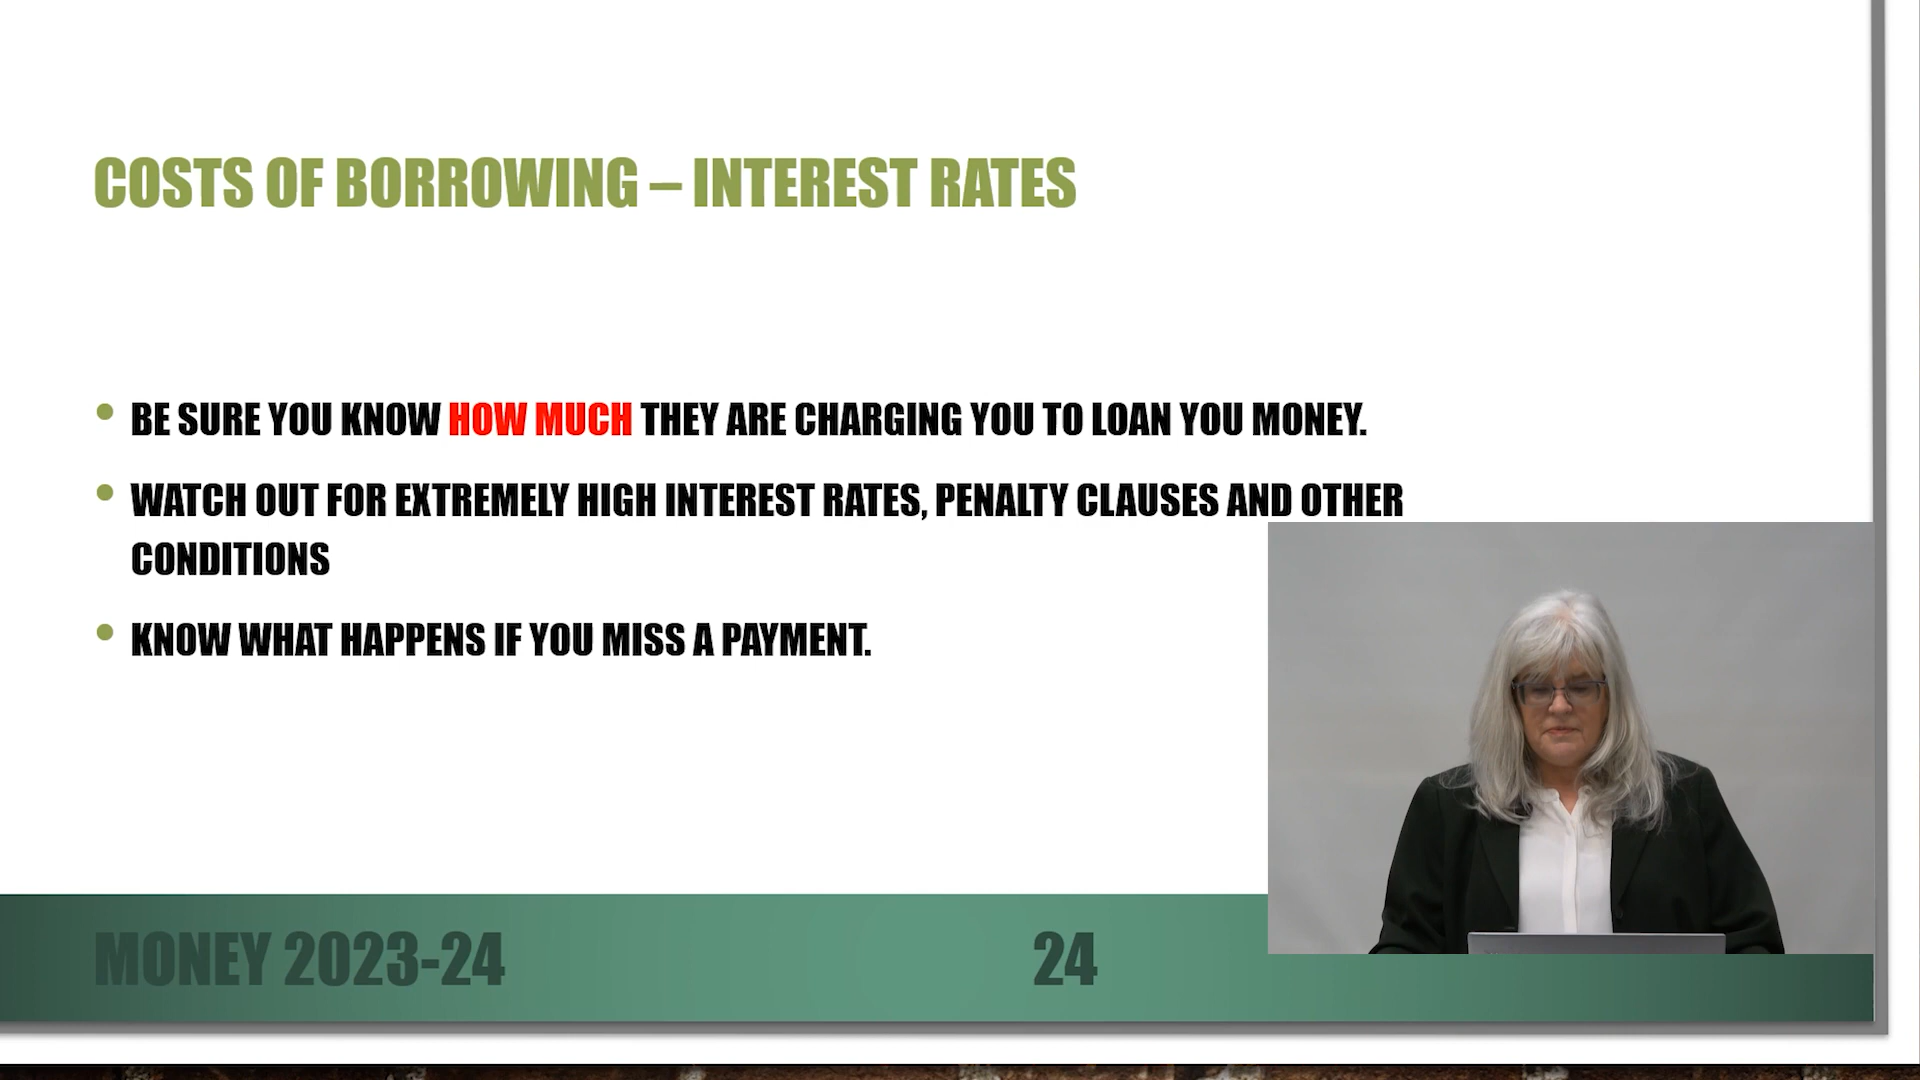 COSTS OF BORROWING – INTEREST RATES
• BE SURE YOU KNOW HOW MUCH THEY ARE CHARGING YOU TO LOAN YOU MONEY.
• WATCH OUT FOR EXTREMELY HIGH INTEREST RATES, PENALTY CLAUSES AND OTHER
CONDITIONS
• KNOW WHAT HAPPENS IF YOU MISS A PAYMENT.
MONEY 2023-24
24